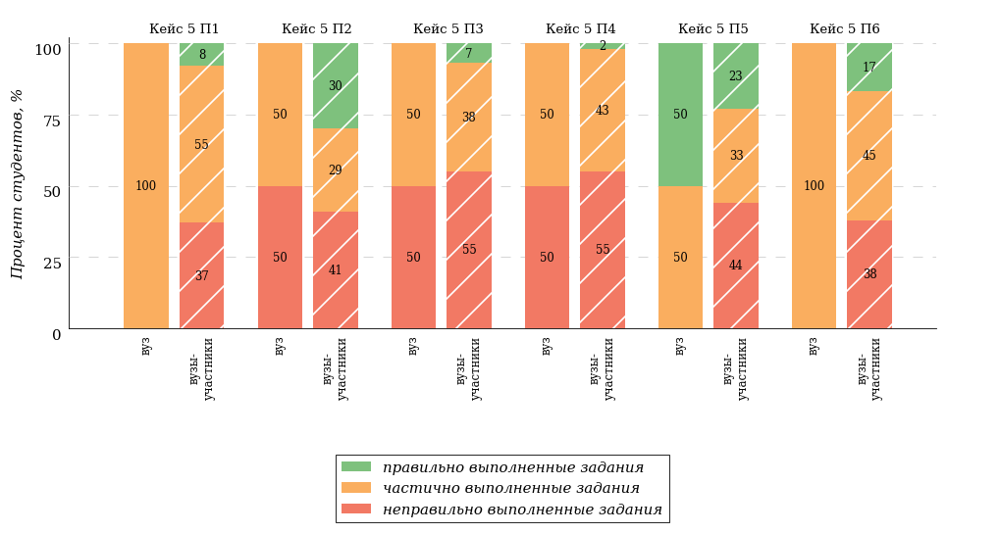 Кейс 5 П1 Кейс 5 П2 Кейс 5 П3 Кейс 5 П4 Кейс 5 П5 Кейс 5 П6
Процент студентов, %
100
75
50
25
0
100
8
55
37
50
50
30
29
41
50
50
7
38
55
50
50
2
43
55
50
50
23
33
44
100
17
45
38
вуз
вузы-
участники
вуз
вузы-
участники
вуз
вузы-
участники
вуз
вузы-
участники
вуз
вузы-
участники
вуз
вузы-
участники
правильно выполненные задания
частично выполненные задания
неправильно выполненные задания